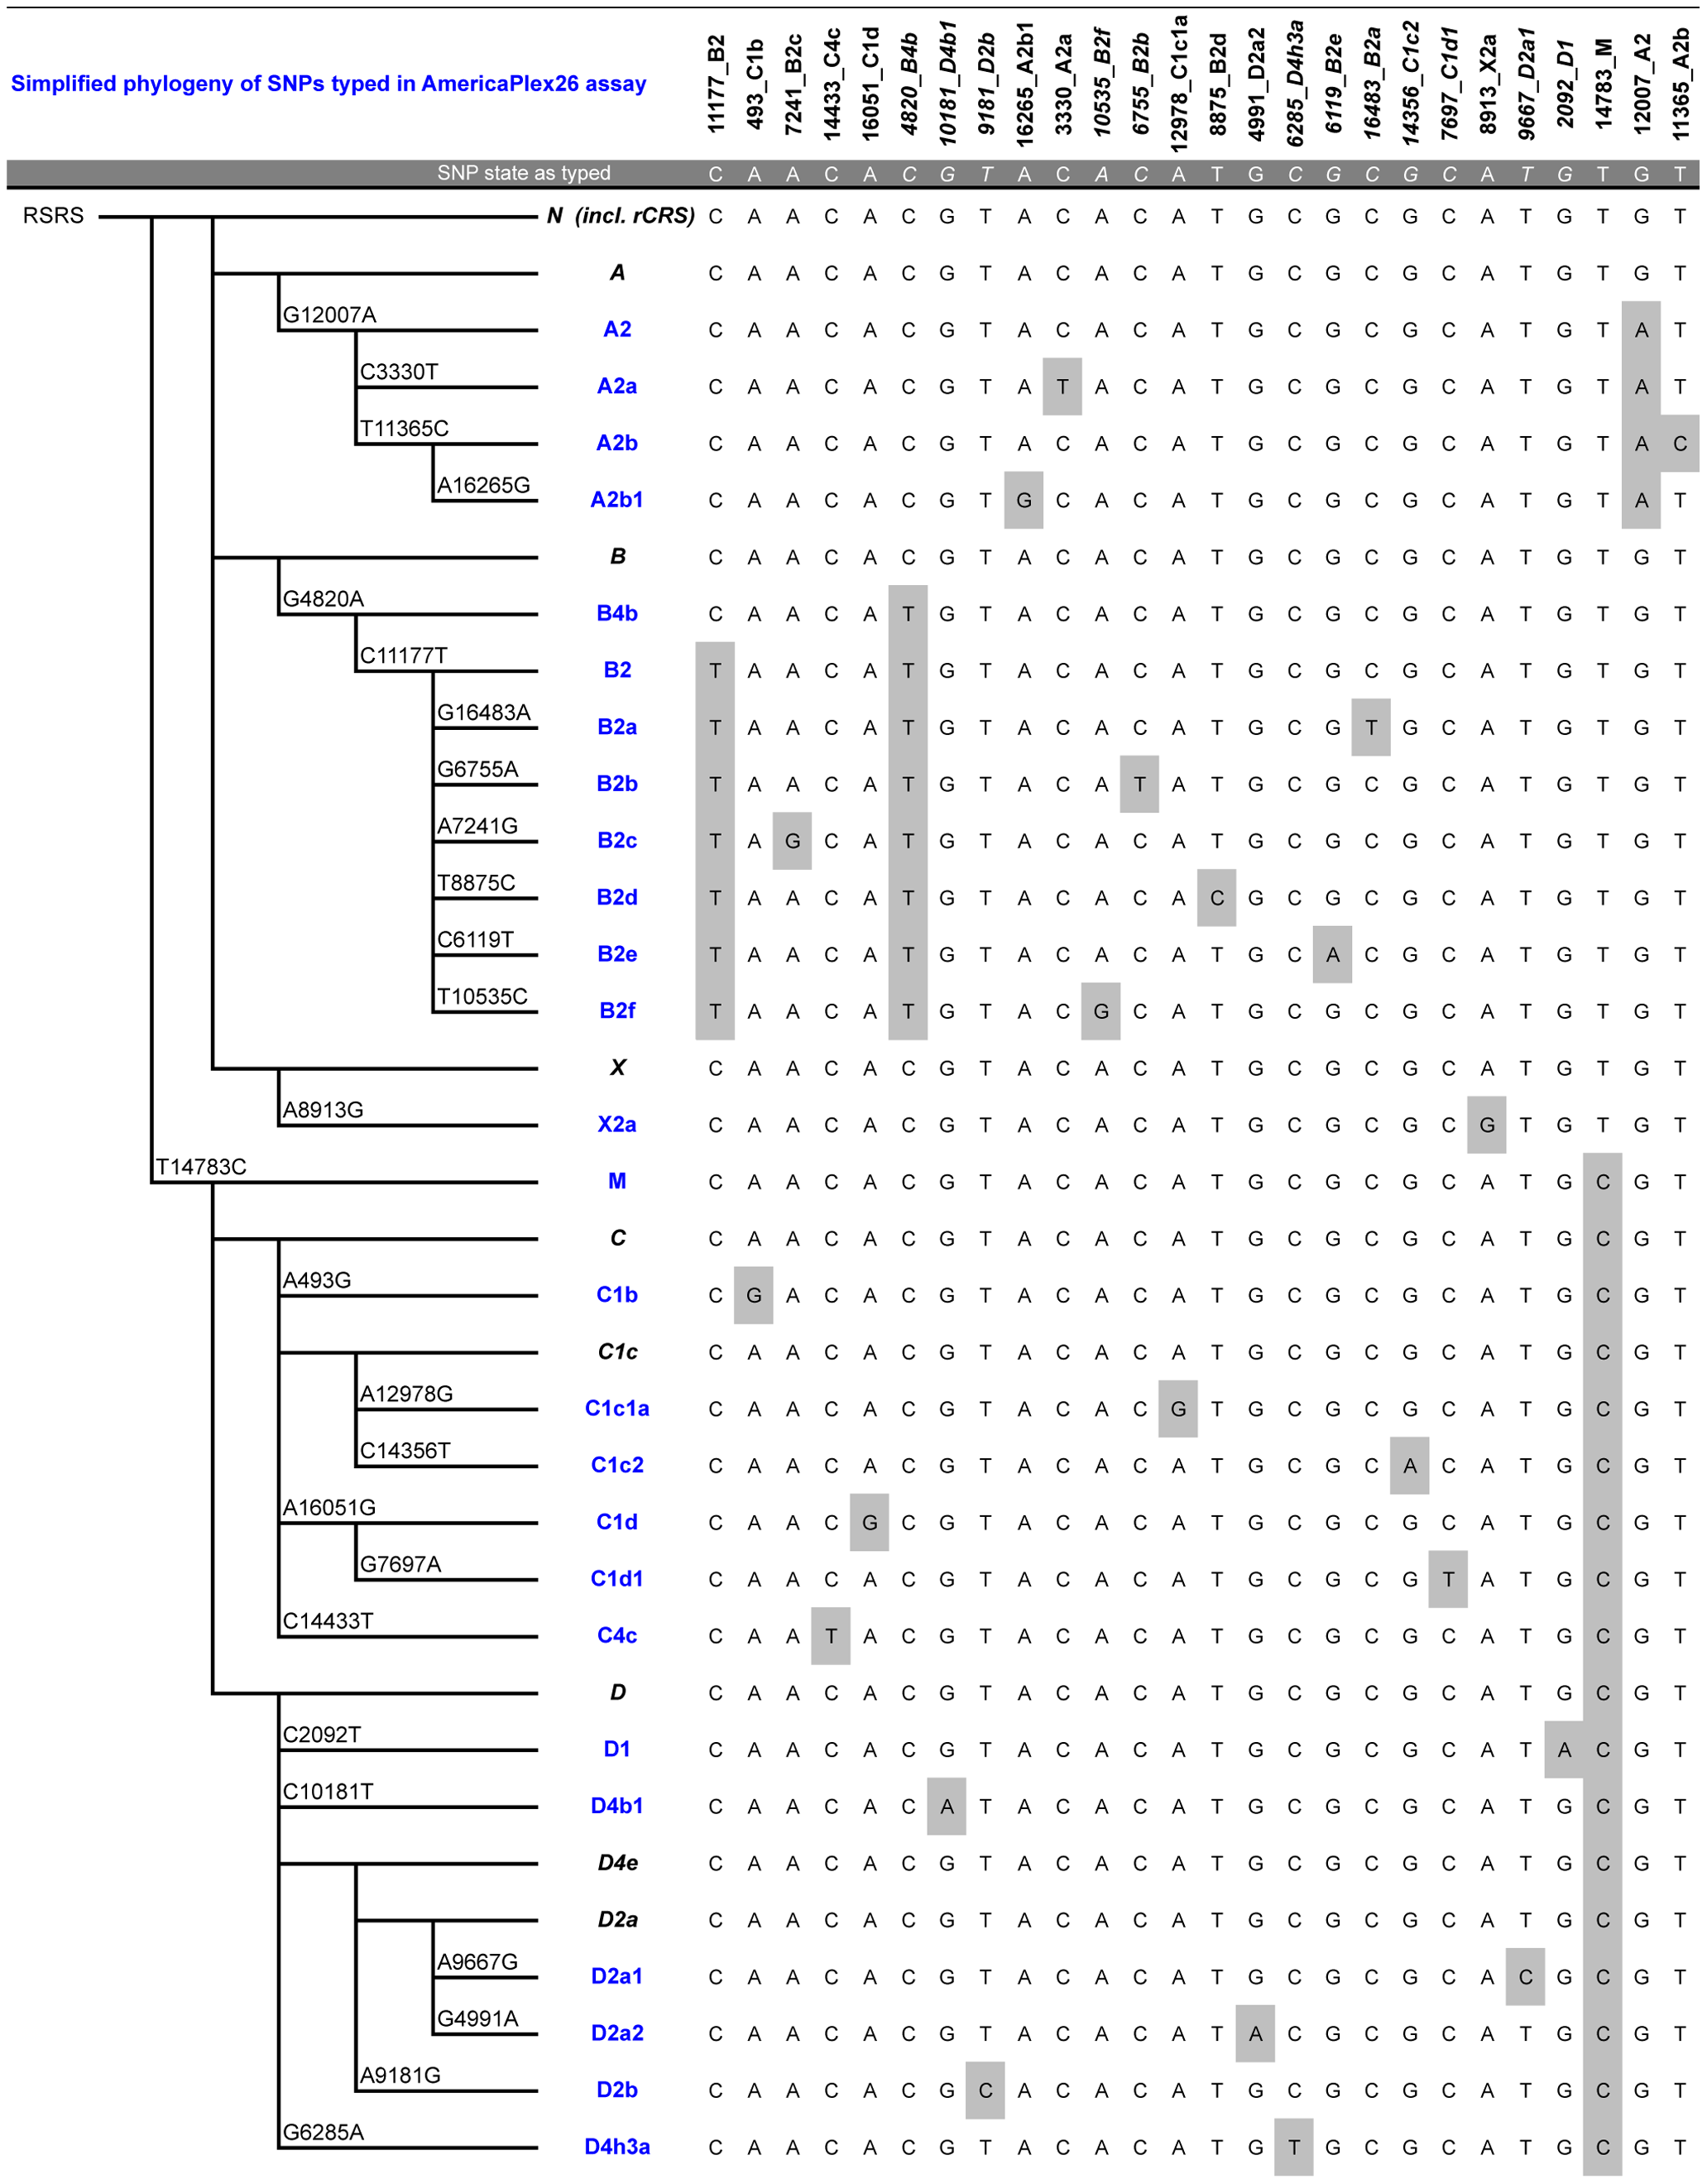 Simplified phylogeny of SNPs typed in AmericaPlex26 assay
11177_B2
493_C1b
7241_B2c
14433_C4c
16051_C1d
4820_B4b
10181_D4b1
9181_D2b
16265_A2b1
3330_A2a
10535_B2f
6755_B2b
12978_C1c1a
8875_B2d
4991_D2a2
6285_D4h3a
6119_B2e
16483_B2a
14356_C1c2
7697_C1d1
8913_X2a
9667_D2a1
2092_D1
14783_M
12007_A2
11365_A2b
SNP state as typed C A A C A C G T A C A C A T G C G C G C A T G T G T
RSRS N (incl. rCRS) C A A C A C G T A C A C A T G C G C G C A T G T G T
A C A A C A C G T A C A C A T G C G C G C A T G T G T
G12007A
A2 C A A C A C G T A C A C A T G C G C G C A T G T A T
C3330T
A2a C A A C A C G T A T A C A T G C G C G C A T G T A T
T11365C
A2b C A A C A C G T A C A C A T G C G C G C A T G T A C
A16265G
A2b1 C A A C A C G T G C A C A T G C G C G C A T G T A T
B C A A C A C G T A C A C A T G C G C G C A T G T G T
G4820A
B4b C A A C A T G T A C A C A T G C G C G C A T G T G T
C11177T
B2 T A A C A T G T A C A C A T G C G C G C A T G T G T
G16483A
B2a T A A C A T G T A C A C A T G C G T G C A T G T G T
G6755A
B2b T A A C A T G T A C A T A T G C G C G C A T G T G T
A7241G
B2c T A G C A T G T A C A C A T G C G C G C A T G T G T
T8875C
B2d T A A C A T G T A C A C A C G C G C G C A T G T G T
C6119T
B2e T A A C A T G T A C A C A T G C A C G C A T G T G T
T10535C
B2f T A A C A T G T A C G C A T G C G C G C A T G T G T
X C A A C A C G T A C A C A T G C G C G C A T G T G T
A8913G
X2a C A A C A C G T A C A C A T G C G C G C G T G T G T
T14783C
M C A A C A C G T A C A C A T G C G C G C A T G C G T
C C A A C A C G T A C A C A T G C G C G C A T G C G T
A493G
C1b C G A C A C G T A C A C A T G C G C G C A T G C G T
C1c C A A C A C G T A C A C A T G C G C G C A T G C G T
A12978G
C1c1a C A A C A C G T A C A C G T G C G C G C A T G C G T
C14356T
C1c2 C A A C A C G T A C A C A T G C G C A C A T G C G T
A16051G
C1d C A A C G C G T A C A C A T G C G C G C A T G C G T
G7697A
C1d1 C A A C A C G T A C A C A T G C G C G T A T G C G T
C14433T
C4c C A A T A C G T A C A C A T G C G C G C A T G C G T
D C A A C A C G T A C A C A T G C G C G C A T G C G T
C2092T
D1 C A A C A C G T A C A C A T G C G C G C A T A C G T
C10181T
D4b1 C A A C A C A T A C A C A T G C G C G C A T G C G T
D4e C A A C A C G T A C A C A T G C G C G C A T G C G T
D2a C A A C A C G T A C A C A T G C G C G C A T G C G T
A9667G
D2a1 C A A C A C G T A C A C A T G C G C G C A C G C G T
G4991A
D2a2 C A A C A C G T A C A C A T A C G C G C A T G C G T
A9181G
D2b C A A C A C G C A C A C A T G C G C G C A T G C G T
G6285A
D4h3a C A A C A C G T A C A C A T G T G C G C A T G C G T